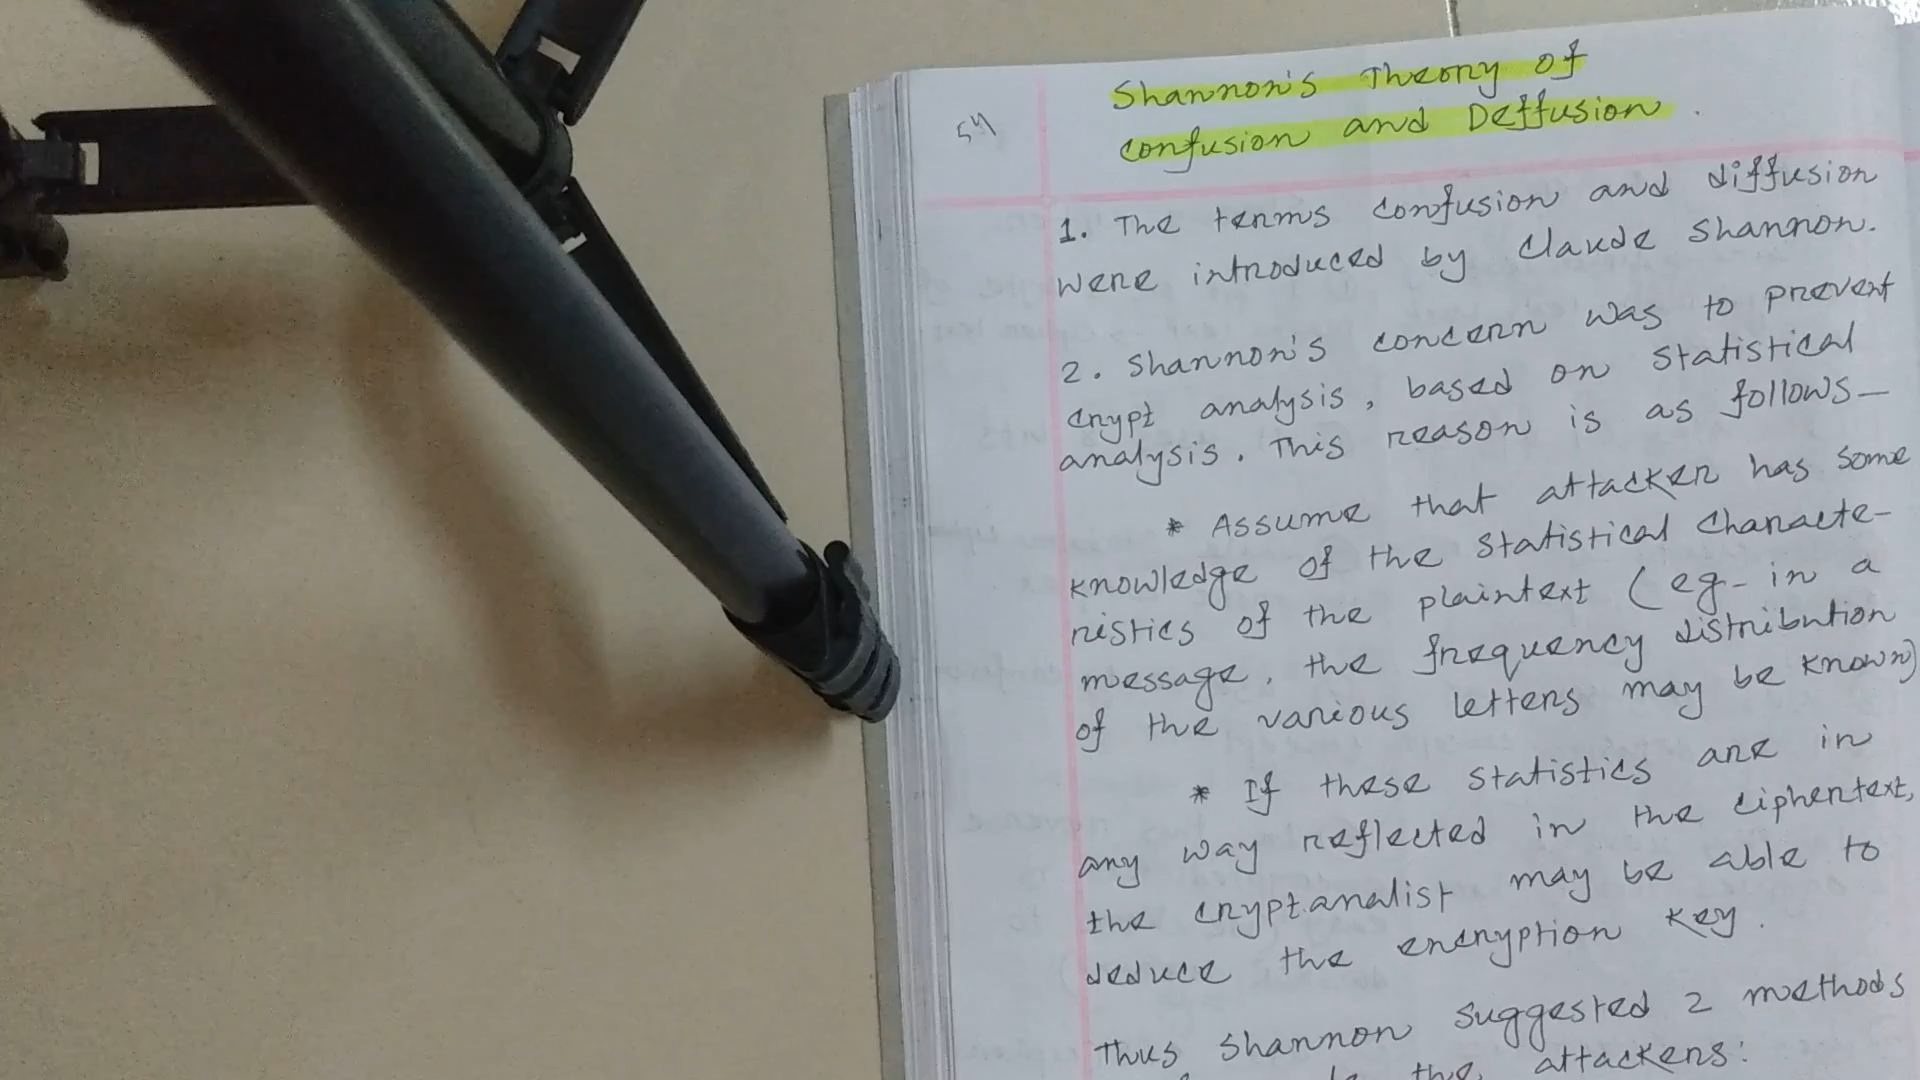 54
Shannon's Theory of
confusion and Deffusion.
1. The terms confusion and diffusion
were introduced by Claude Shannon.
2. Shannon's concern was to prevent
crypt analysis, based on Statistical
analysis. This reason is as follows-
* Assume that attacker has some
knowledge of the statistical characte-
ristics of the plaintext (eg- in a
message, the frequency distribution
of the various letters may be known)
* If these statistics are in
any way reflected in the ciphertext,
the cryptanalist may be able to
deduce the encryption key.
Thus Shannon suggested 2 methods
the attackers: